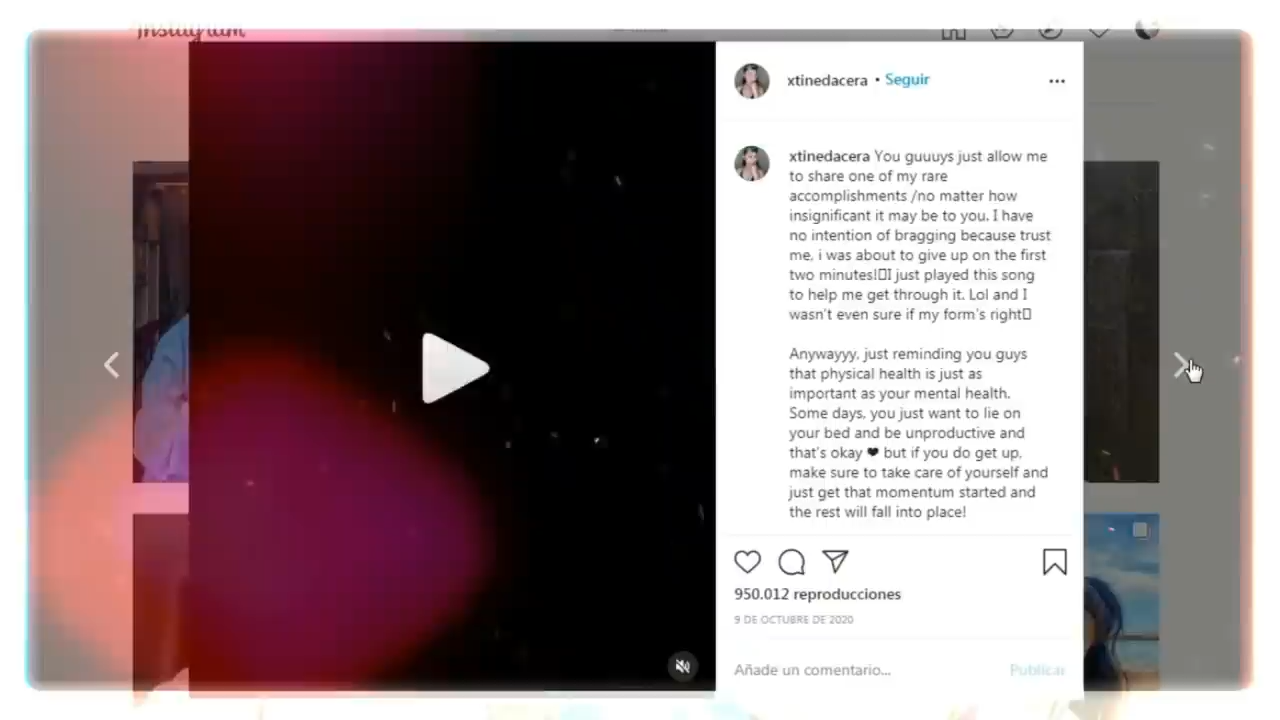 Instagram
xtinedacera • Seguir
xtinedacera You guuuys just allow me
to share one of my rare
accomplishments /no matter how
insignificant it may be to you. I have
no intention of bragging because trust
me, i was about to give up on the first
two minutes!▯I just played this song
to help me get through it. Lol and I
wasn't even sure if my form's right▯
Anywayyy, just reminding you guys
that physical health is just as
important as your mental health.
Some days, you just want to lie on
your bed and be unproductive and
that's okay ❤ but if you do get up,
make sure to take care of yourself and
just get that momentum started and
the rest will fall into place!
950.012 reproducciones
9 DE OCTUBRE DE 2020
Añade un comentario...
Publicar